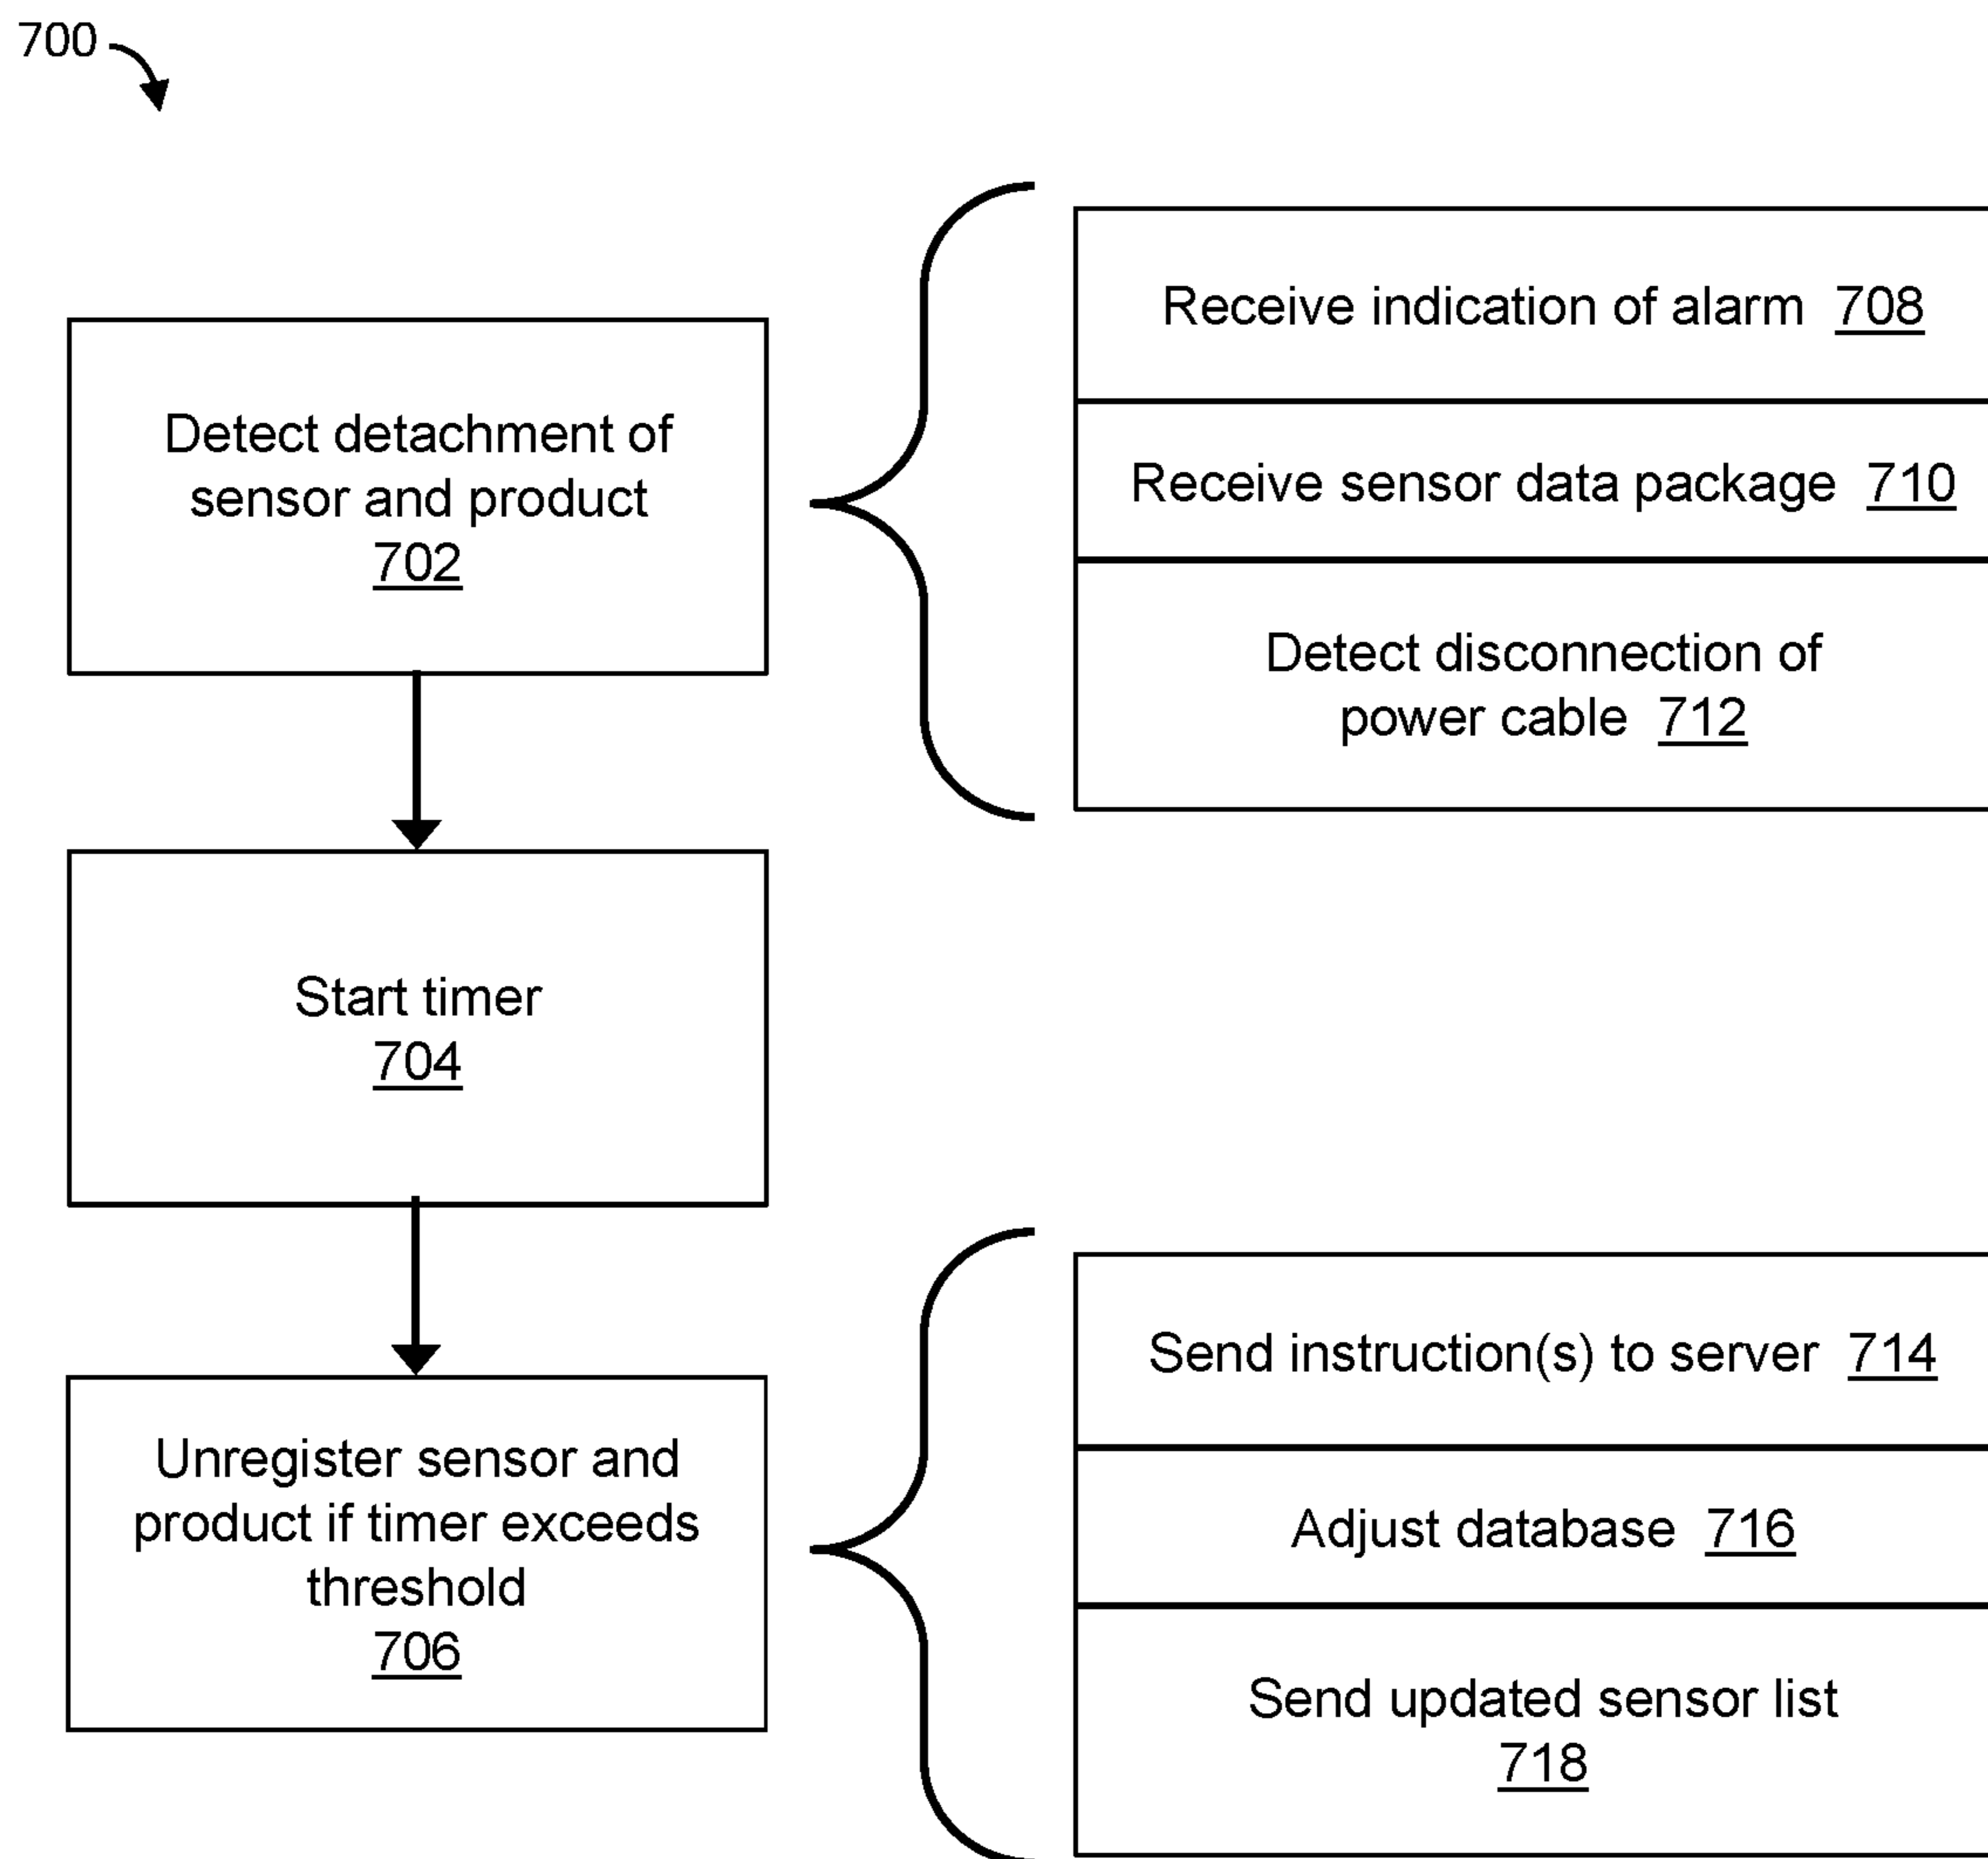 700
Detect detachment of
sensor and product
702
Receive indication of alarm 708
Receive sensor data package 710
Detect disconnection of
power cable 712
Start timer
704
Unregister sensor and
product if timer exceeds
threshold
706
Send instruction(s) to server 714
Adjust database 716
Send updated sensor list
718